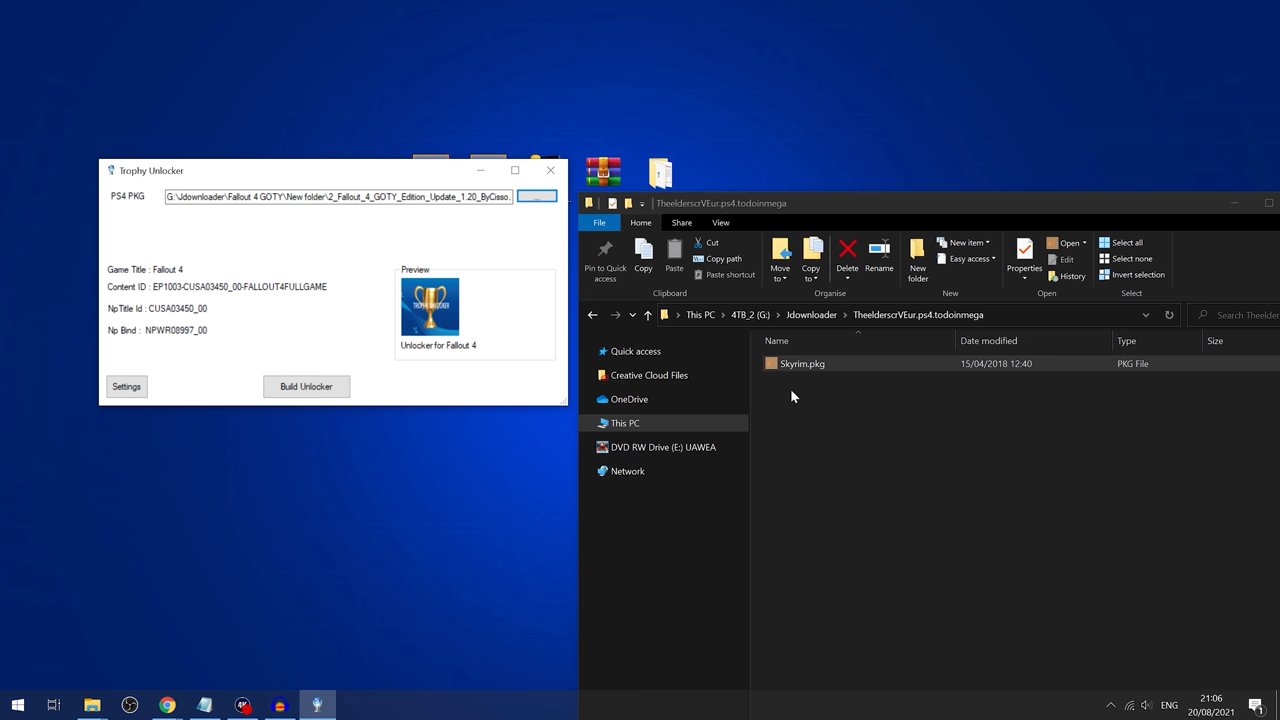 Trophy Unlocker
PS4 PKG
G:\Jdownloader\Fallout 4 GOTY\New folder\2_Fallout_4_GOTY_Edition_Update_1.20_ByCisso.
...
Game Title : Fallout 4
Content ID : EP1003-CUSA03450_00-FALLOUT4FULLGAME
NpTitle Id : CUSA03450_00
Np Bind : NPWR08997_00
Preview
TROPHY UNLOCKER
Unlocker for Fallout 4
Settings
Build Unlocker
TheelderscrVEur.ps4.todoinmega
File
Home
Share
View
Pin to Quick access
Copy
Paste
Cut
Copy path
Paste shortcut
Clipboard
Move to
Copy to
Delete
Rename
Organise
New folder
New item
Easy access
New
Properties
Open
Edit
History
Open
Select all
Select none
Invert selection
Select
This PC > 4TB_2 (G:) > Jdownloader > TheelderscrVEur.ps4.todoinmega
Search Theelder
Quick access
Creative Cloud Files
OneDrive
This PC
DVD RW Drive (E:) UAWEA
Network
Name
Date modified
Type
Size
Skyrim.pkg
15/04/2018 12:40
PKG File
ENG
21:06
20/08/2021